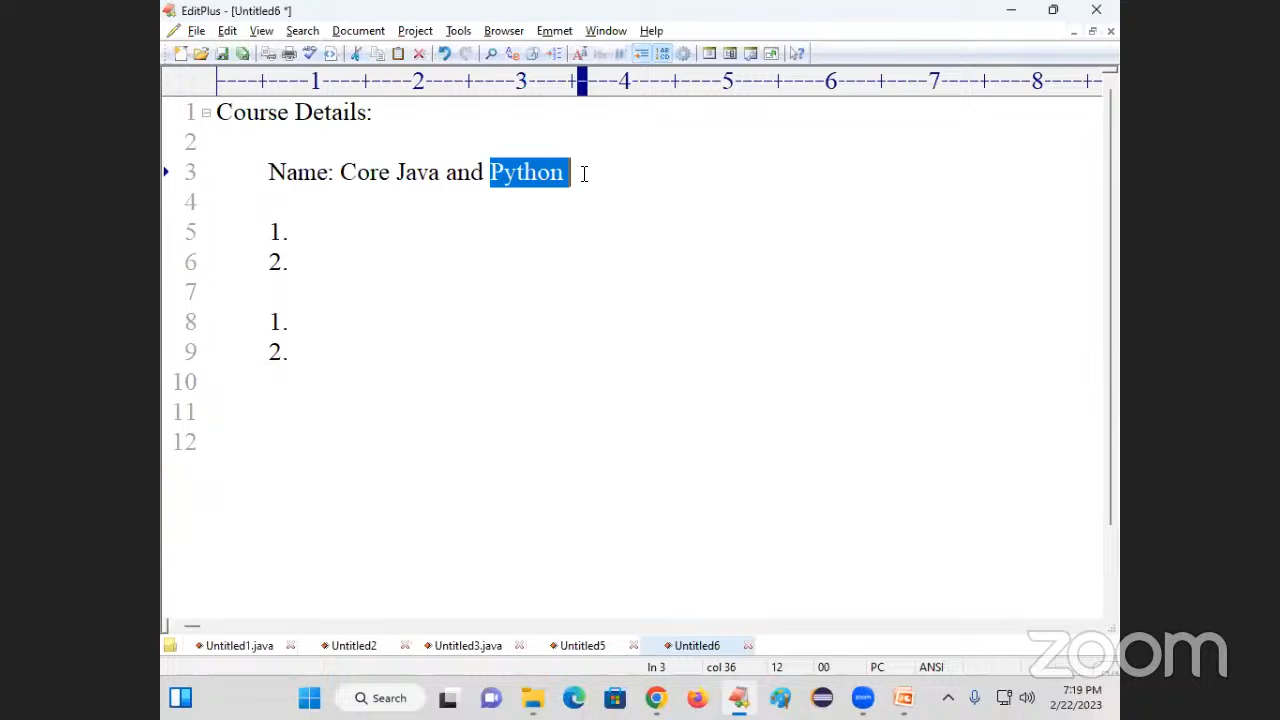 EditPlus - [Untitled6 *]
File Edit View Search Document Project Tools Browser Emmet Window Help
----+----1----+----2----+----3----+----4----+----5----+----6----+----7----+----8----+-
1 Course Details:
2
3 Name: Core Java and Python
4
5 1.
6 2.
7
8 1.
9 2.
10
11
12
Untitled1.java Untitled2 Untitled3.java Untitled5 Untitled6
ln 3 col 36 12 00 PC ANSI
zoom
Search
7:19 PM
2/22/2023